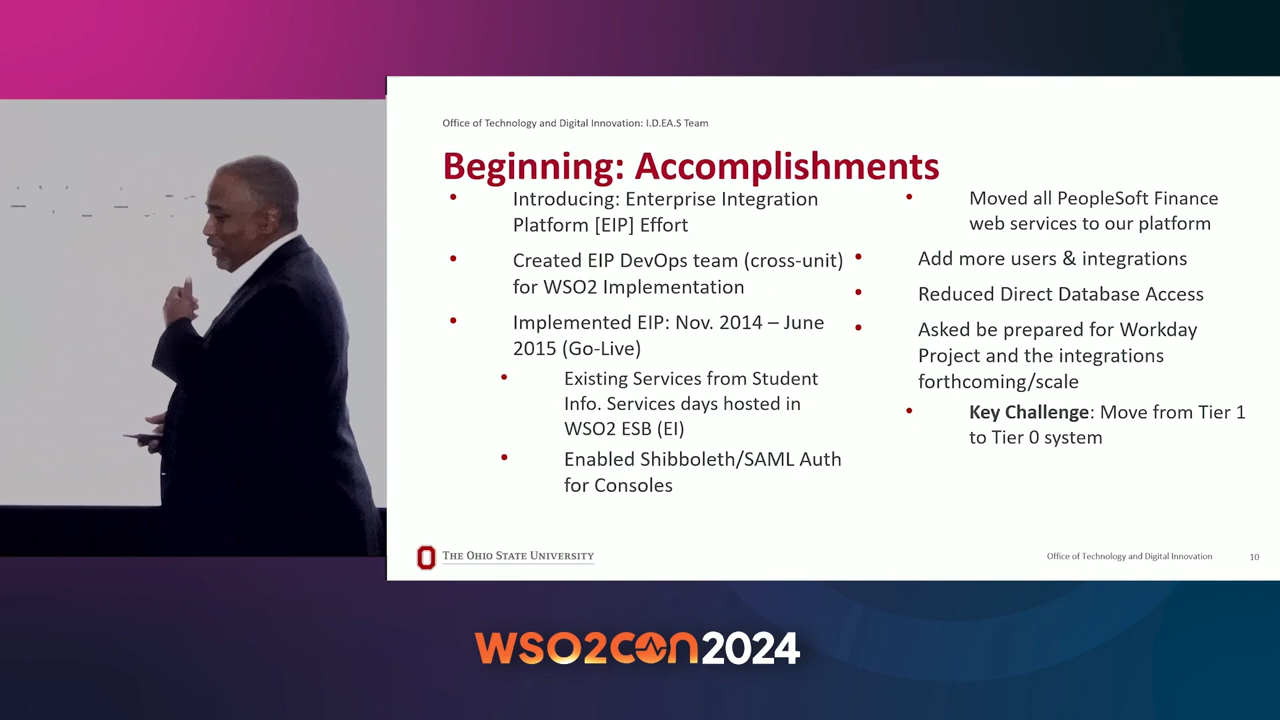 Office of Technology and Digital Innovation: I.D.EA.S Team
Beginning: Accomplishments
Introducing: Enterprise Integration
Platform [EIP] Effort
Created EIP DevOps team (cross-unit)
for WSO2 Implementation
Implemented EIP: Nov. 2014 – June
2015 (Go-Live)
Existing Services from Student
Info. Services days hosted in
WSO2 ESB (EI)
Enabled Shibboleth/SAML Auth
for Consoles
Moved all PeopleSoft Finance
web services to our platform
Add more users & integrations
Reduced Direct Database Access
Asked be prepared for Workday
Project and the integrations
forthcoming/scale
Key Challenge: Move from Tier 1
to Tier 0 system
The Ohio State University
Office of Technology and Digital Innovation
10
WSO2CON2024